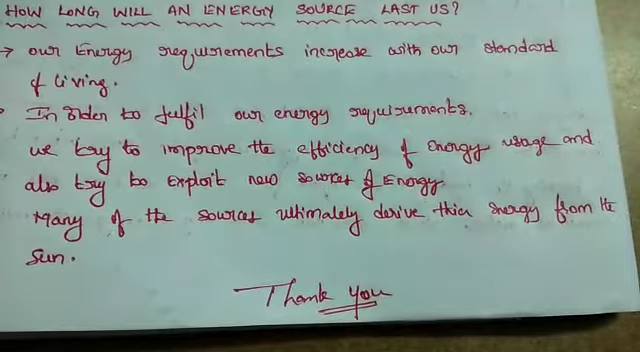 HOW LONG WILL AN ENERGY SOURCE LAST US?
→ our Energy requirements increase with our standard
of living.
In order to fulfil our energy requirements.
we try to improve the efficiency of energy usage and
also try to exploit new sources of Energy.
Many of the sources ultimalely derive their energy from the
Sun.
Thank you